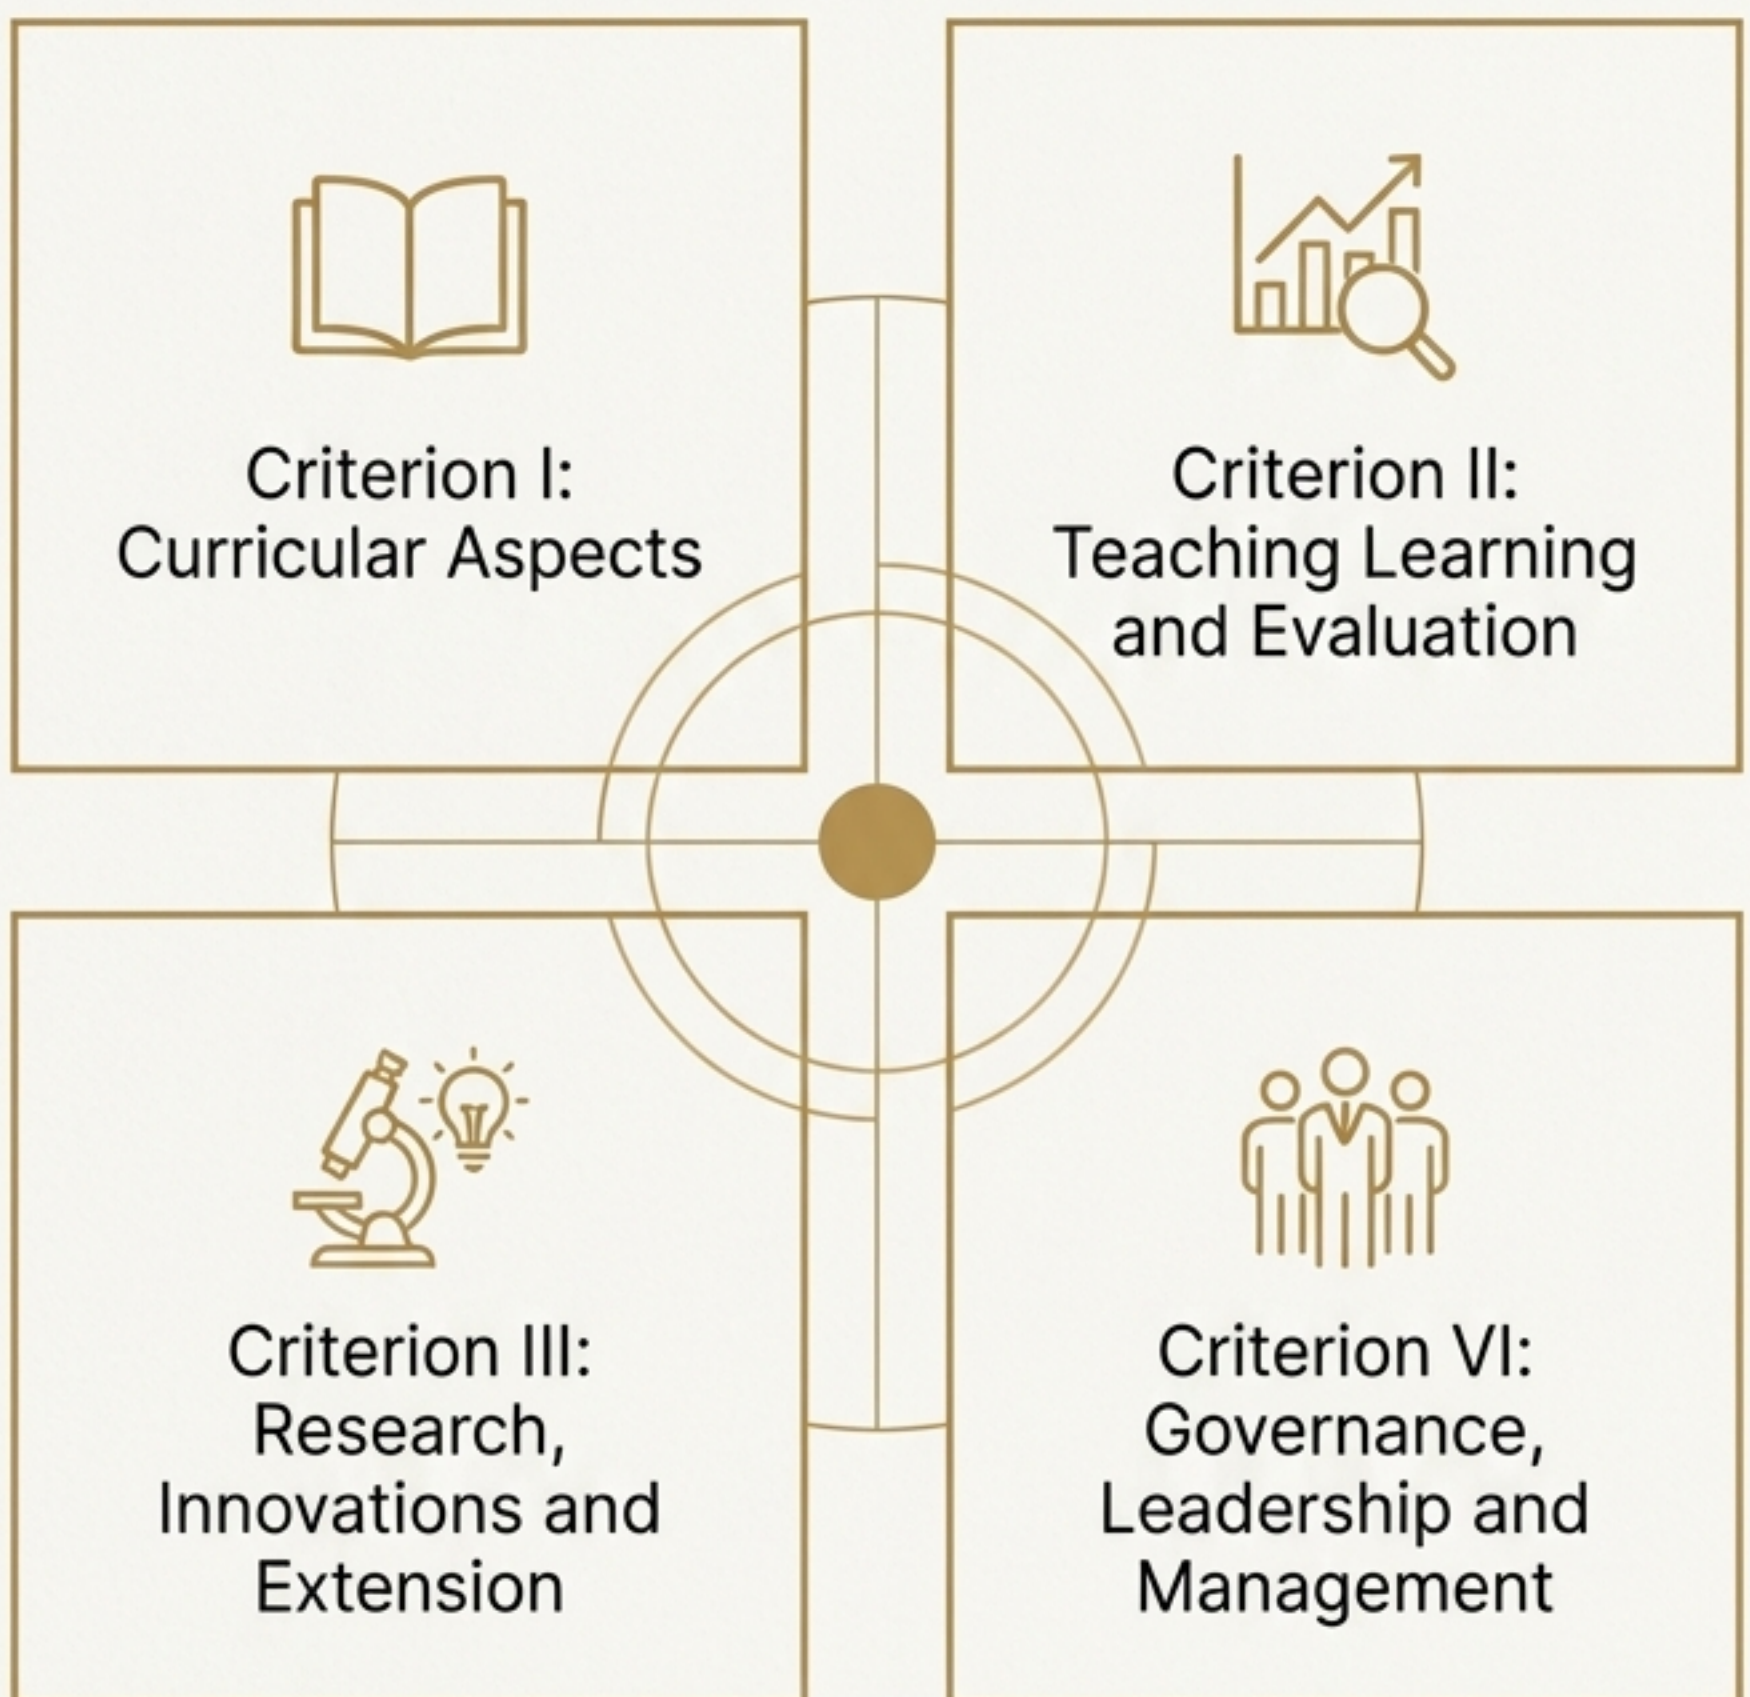 Criterion I:
Curricular Aspects
Criterion II:
Teaching Learning
and Evaluation
Criterion III:
Research,
Innovations and
Extension
Criterion VI:
Governance,
Leadership and
Management